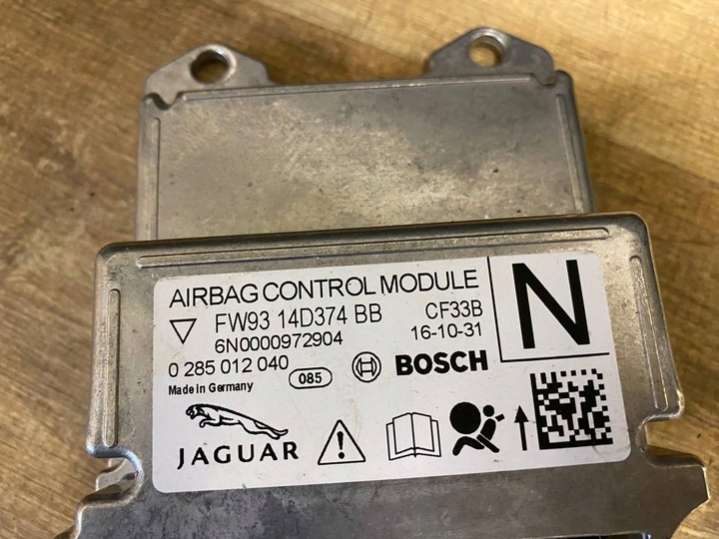 AIRBAG CONTROL MODULE
N
FW93 14D374 BB CF33B
6N0000972904 16-10-31
0 285 012 040 085 BOSCH
Made in Germany
JAGUAR